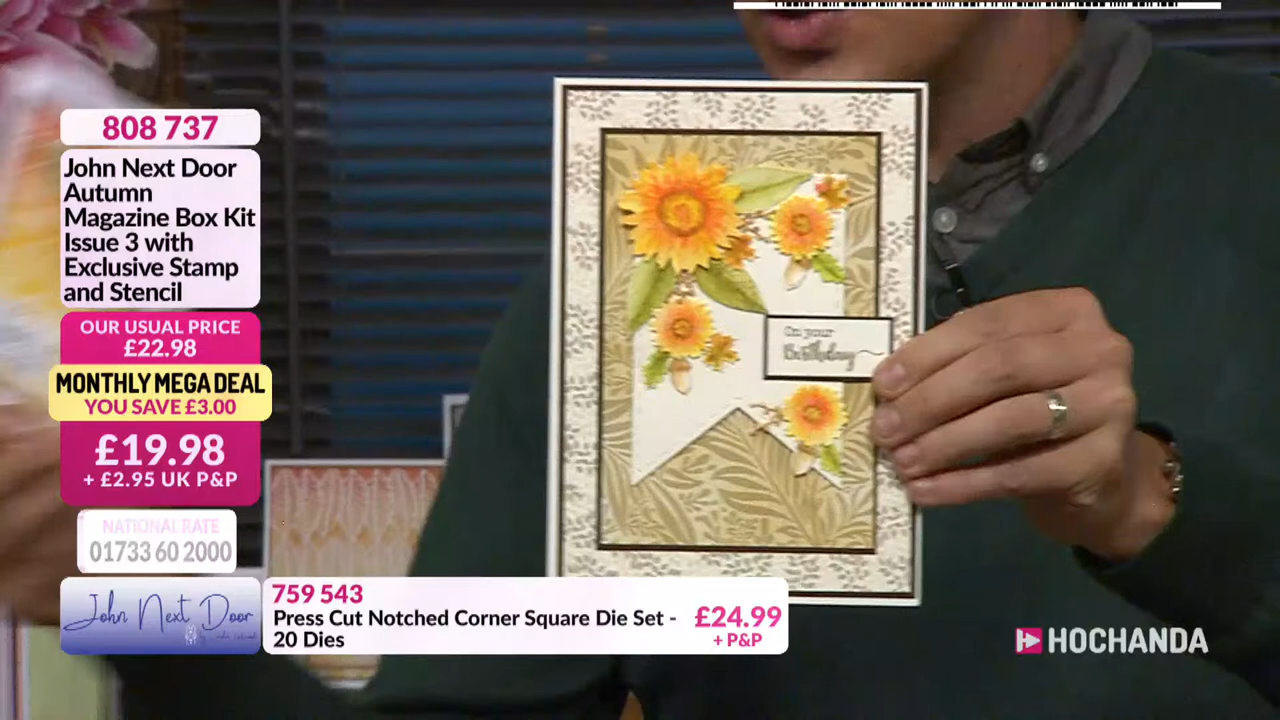 808 737
John Next Door
Autumn
Magazine Box Kit
Issue 3 with
Exclusive Stamp
and Stencil
OUR USUAL PRICE
£22.98
MONTHLY MEGA DEAL
YOU SAVE £3.00
£19.98
+ £2.95 UK P&P
NATIONAL RATE
01733 60 2000
John Next Door
759 543
Press Cut Notched Corner Square Die Set -
20 Dies
£24.99
+ P&P
On your
Birthday
HOCHANDA